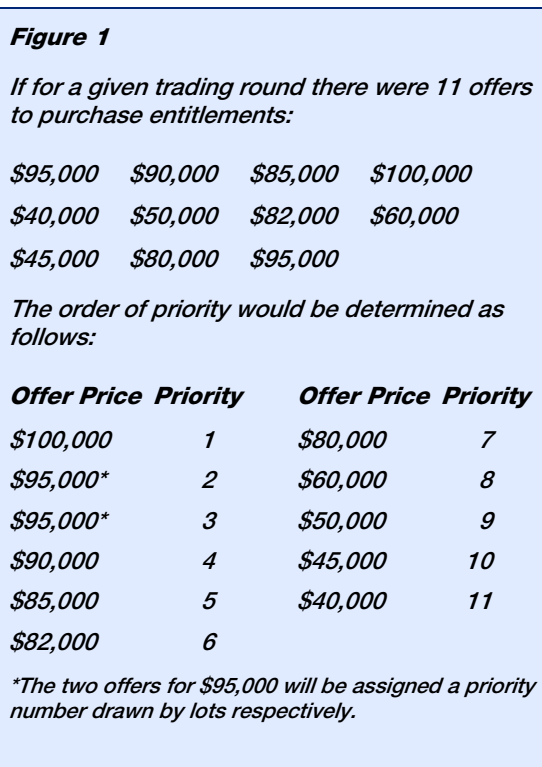 Figure 1
If for a given trading round there were 11 offers
to purchase entitlements:
$95,000 $90,000 $85,000 $100,000
$40,000 $50,000 $82,000 $60,000
$45,000 $80,000 $95,000
The order of priority would be determined as
follows:
Offer Price Priority Offer Price Priority
$100,000 1 $80,000 7
$95,000* 2 $60,000 8
$95,000* 3 $50,000 9
$90,000 4 $45,000 10
$85,000 5 $40,000 11
$82,000 6
*The two offers for $95,000 will be assigned a priority
number drawn by lots respectively.